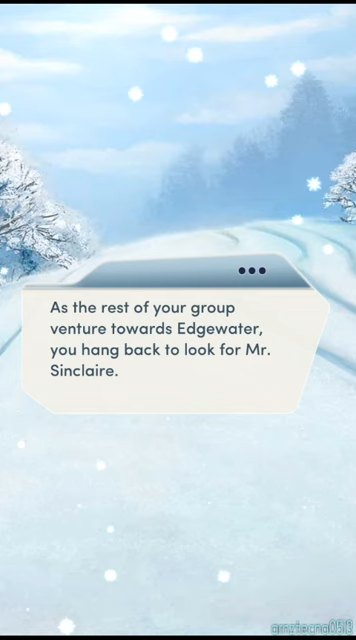 As the rest of your group
venture towards Edgewater,
you hang back to look for Mr.
Sinclaire.